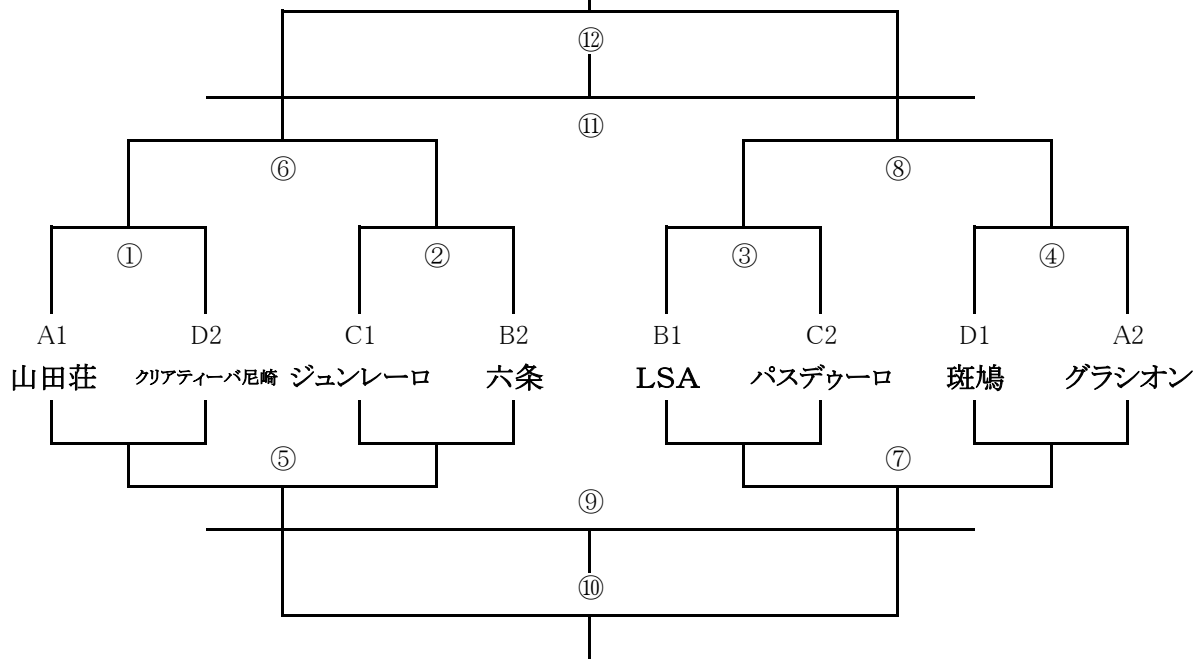 ⑫
⑪
⑥ ⑧
① ② ③ ④
A1 D2 C1 B2 B1 C2 D1 A2
山田荘 クリアティーバ尼崎 ジュンレーロ 六条 LSA パスデゥーロ 斑鳩 グラシオン
⑤ ⑦
⑨
⑩